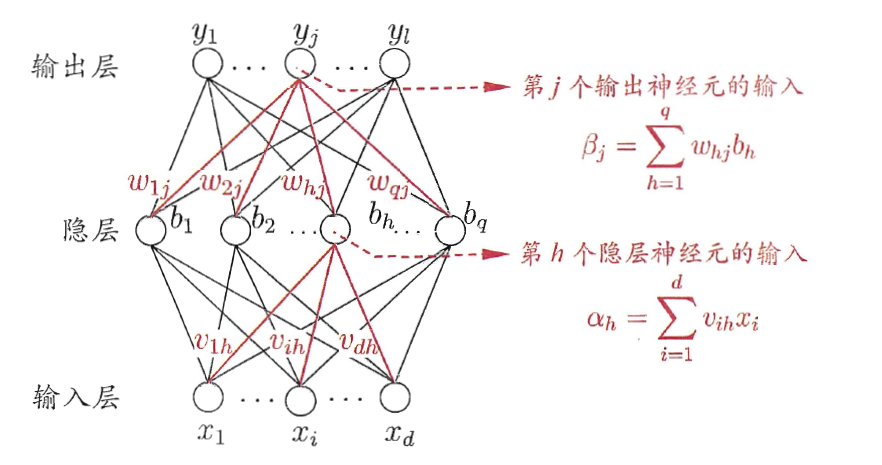 y_1 y_j y_l
输出层 ··· ···
第 j 个输出神经元的输入
β_j = \sum_{h=1}^{q} w_{hj} b_h
w_{1j} w_{2j} w_{hj} w_{qj}
隐层 b_1 b_2 ··· b_h ··· b_q
第 h 个隐层神经元的输入
α_h = \sum_{i=1}^{d} v_{ih} x_i
v_{1h} v_{ih} v_{dh}
输入层 ··· ···
x_1 x_i x_d